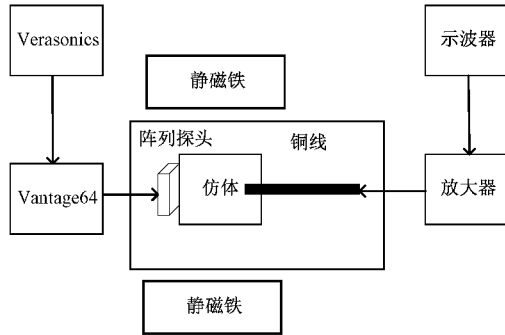 Verasonics
静磁铁
示波器
阵列探头
铜线
Vantage64
仿体
放大器
静磁铁